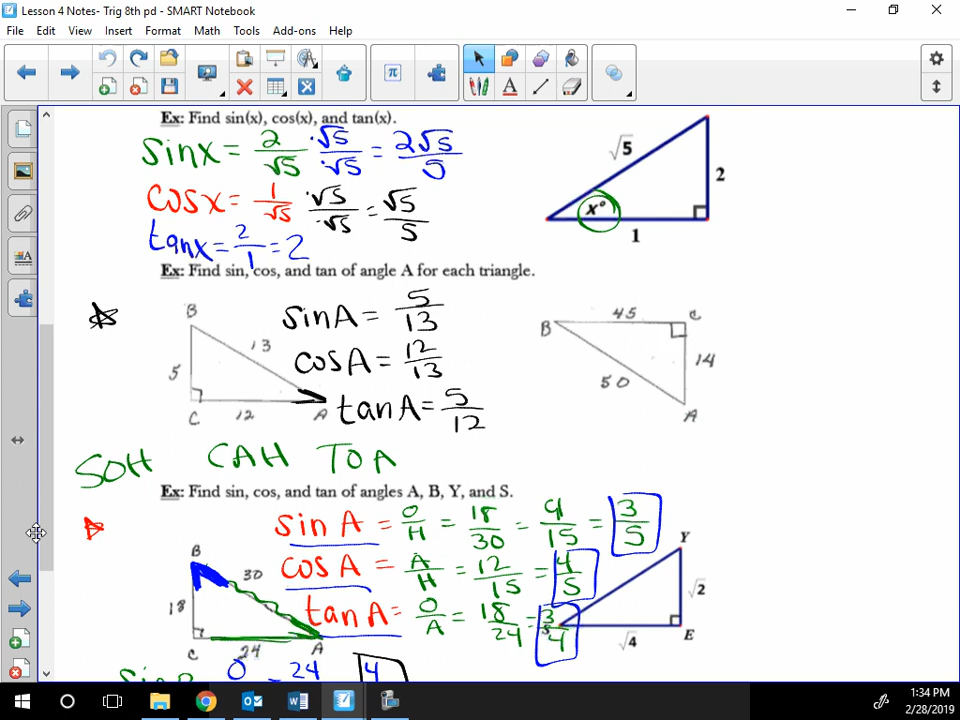 Lesson 4 Notes- Trig 8th pd - SMART Notebook
File Edit View Insert Format Math Tools Add-ons Help
π
A
Ex: Find sin(x), cos(x), and tan(x).
sinx = 2/√5 ·√5/·√5 = 2√5/5
cosx = 1/√5 ·√5/·√5 = √5/5
tanx = 2/1 = 2
√5
2
x°
1
Ex: Find sin, cos, and tan of angle A for each triangle.
B
13
5
C 12 A
sinA = 5/13
cosA = 12/13
tanA = 5/12
45
B C
14
50
A
SOH CAH TOA
Ex: Find sin, cos, and tan of angles A, B, Y, and S.
sin A = O/H = 18/30 = 9/15 = 3/5
cos A = A/H = 12/15 = 4/5
tan A = O/A = 18/24 = 3/4
B
30
18
C 24 A
Y
√2
√4 E
O = 24 4
1:34 PM
2/28/2019